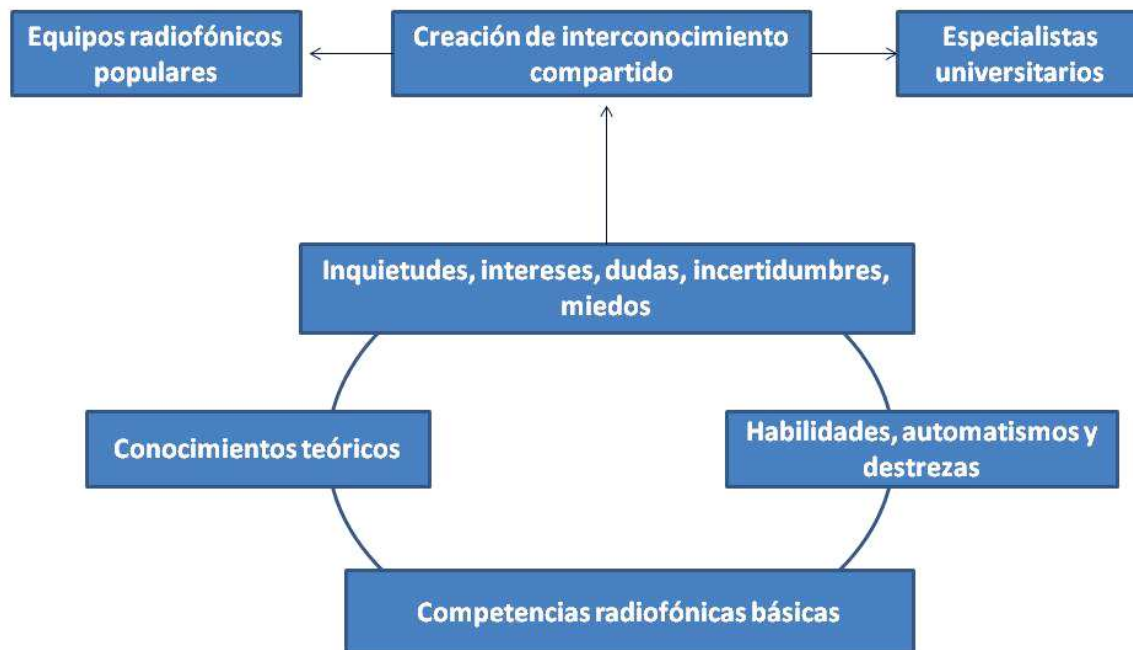 Equipos radiofónicos
populares
Creación de interconocimiento
compartido
Especialistas
universitarios
Inquietudes, intereses, dudas, incertidumbres,
miedos
Conocimientos teóricos
Habilidades, automatismos y
destrezas
Competencias radiofónicas básicas